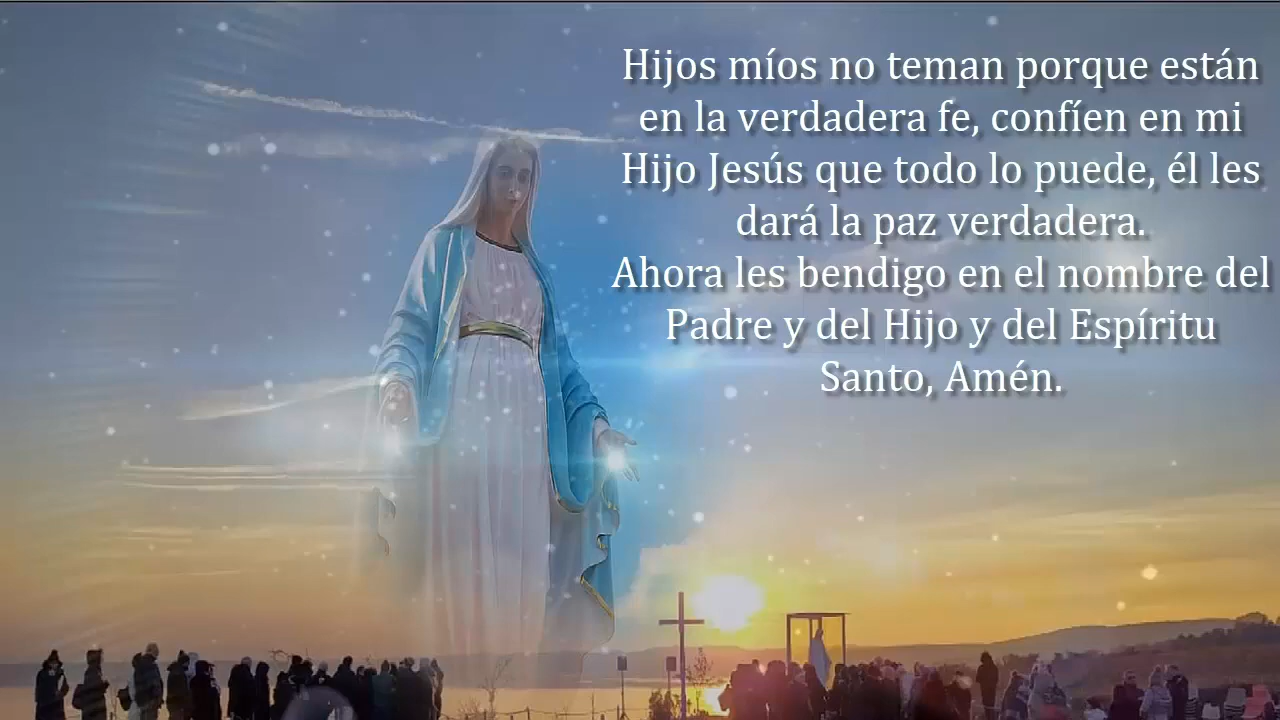 Hijos míos no teman porque están
en la verdadera fe, confíen en mi
Hijo Jesús que todo lo puede, él les
dará la paz verdadera.
Ahora les bendigo en el nombre del
Padre y del Hijo y del Espíritu
Santo, Amén.